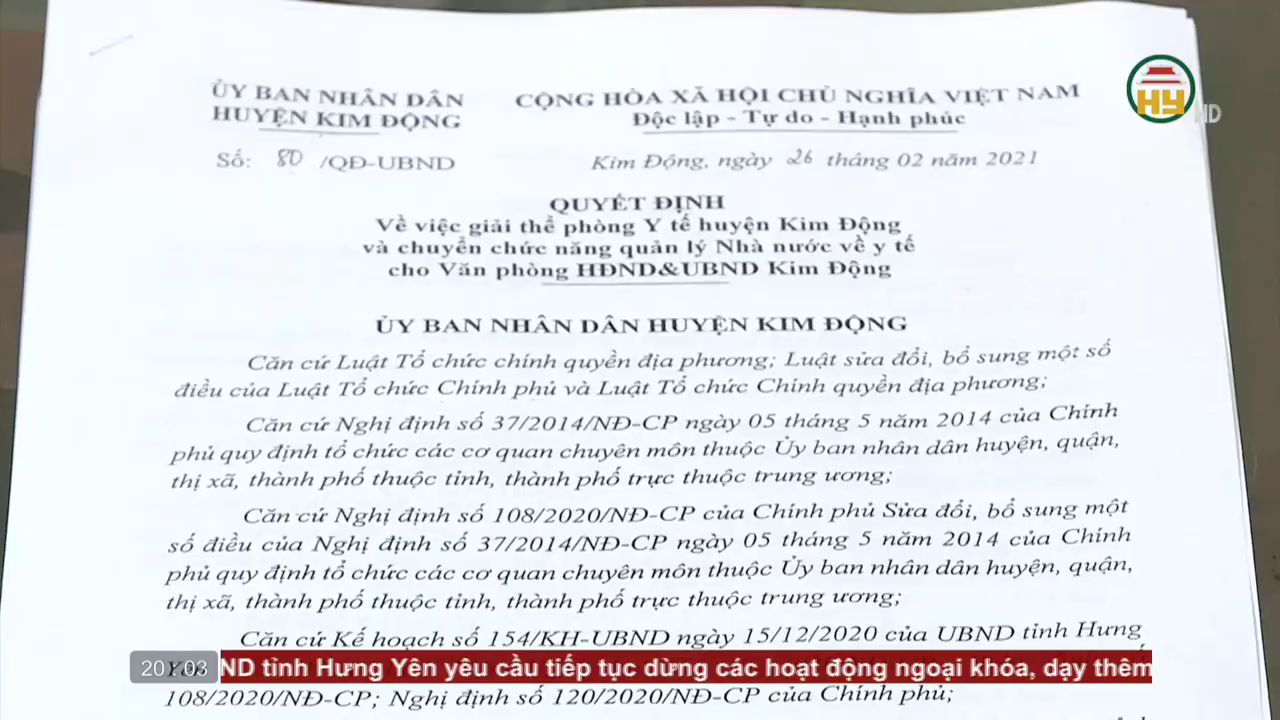 ỦY BAN NHÂN DÂN
HUYỆN KIM ĐỘNG
CỘNG HÒA XÃ HỘI CHỦ NGHĨA VIỆT NAM
Độc lập - Tự do - Hạnh phúc
HY HD
Số: 80 /QĐ-UBND
Kim Động, ngày 26 tháng 02 năm 2021
QUYẾT ĐỊNH
Về việc giải thể phòng Y tế huyện Kim Động
và chuyển chức năng quản lý Nhà nước về y tế
cho Văn phòng HĐND&UBND Kim Động
ỦY BAN NHÂN DÂN HUYỆN KIM ĐỘNG
Căn cứ Luật Tổ chức chính quyền địa phương; Luật sửa đổi, bổ sung một số
điều của Luật Tổ chức Chính phủ và Luật Tổ chức Chính quyền địa phương;
Căn cứ Nghị định số 37/2014/NĐ-CP ngày 05 tháng 5 năm 2014 của Chính
phủ quy định tổ chức các cơ quan chuyên môn thuộc Ủy ban nhân dân huyện, quận,
thị xã, thành phố thuộc tỉnh, thành phố trực thuộc trung ương;
Căn cứ Nghị định số 108/2020/NĐ-CP của Chính phủ Sửa đổi, bổ sung một
số điều của Nghị định số 37/2014/NĐ-CP ngày 05 tháng 5 năm 2014 của Chính
phủ quy định tổ chức các cơ quan chuyên môn thuộc Ủy ban nhân dân huyện, quận,
thị xã, thành phố thuộc tỉnh, thành phố trực thuộc trung ương;
Căn cứ Kế hoạch số 154/KH-UBND ngày 15/12/2020 của UBND tỉnh Hưng
20:03 ND tỉnh Hưng Yên yêu cầu tiếp tục dừng các hoạt động ngoại khóa, dạy thêm
108/2020/NĐ-CP; Nghị định số 120/2020/NĐ-CP của Chính phủ;